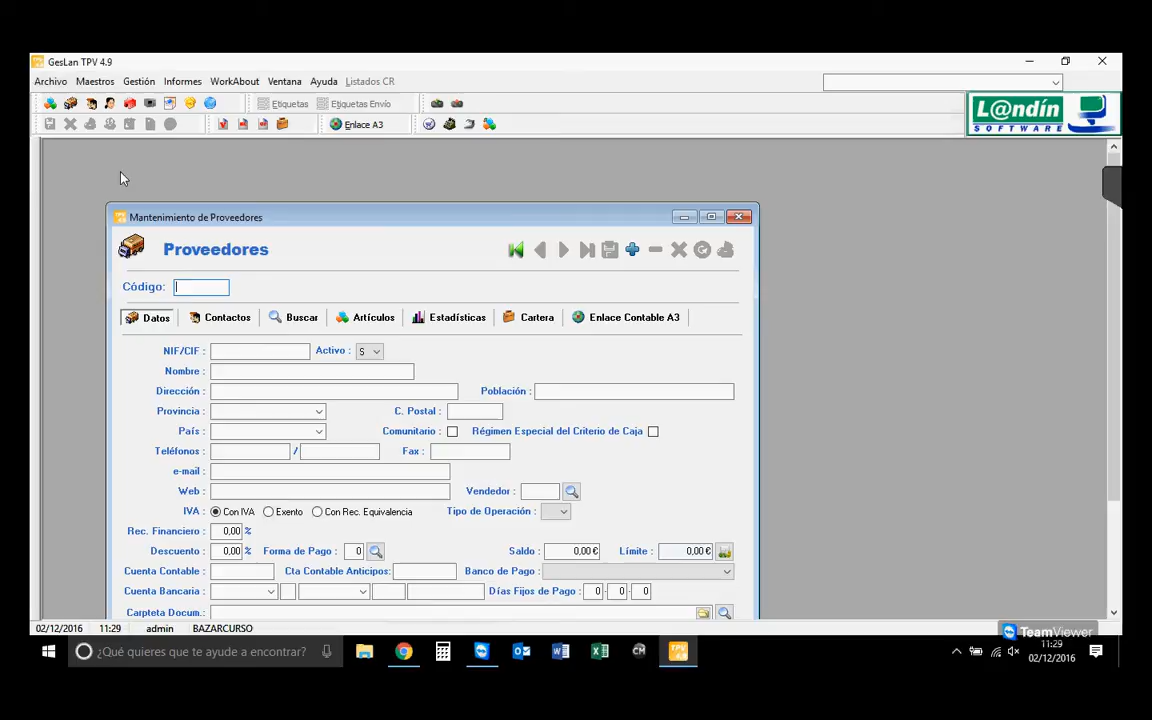 GesLan TPV 4.9
Archivo Maestros Gestión Informes WorkAbout Ventana Ayuda Listados CR
Etiquetas Etiquetas Envío
Enlace A3
L@ndín
SOFTWARE
Mantenimiento de Proveedores
Proveedores
Código:
Datos Contactos Buscar Artículos Estadísticas Cartera Enlace Contable A3
NIF/CIF : Activo : S
Nombre :
Dirección : Población :
Provincia : C. Postal :
País : Comunitario : Régimen Especial del Criterio de Caja
Teléfonos : / Fax :
e-mail :
Web : Vendedor :
IVA : Con IVA Exento Con Rec. Equivalencia Tipo de Operación :
Rec. Financiero : 0,00 %
Descuento : 0,00 % Forma de Pago : 0 Saldo : 0,00 € Límite : 0,00 €
Cuenta Contable : Cta Contable Anticipos: Banco de Pago :
Cuenta Bancaria : Días Fijos de Pago : 0 - 0 - 0
Carpteta Docum.:
02/12/2016 11:29 admin BAZARCURSO
TeamViewer
¿Qué quieres que te ayude a encontrar?
TPV
4.9
11:29
02/12/2016